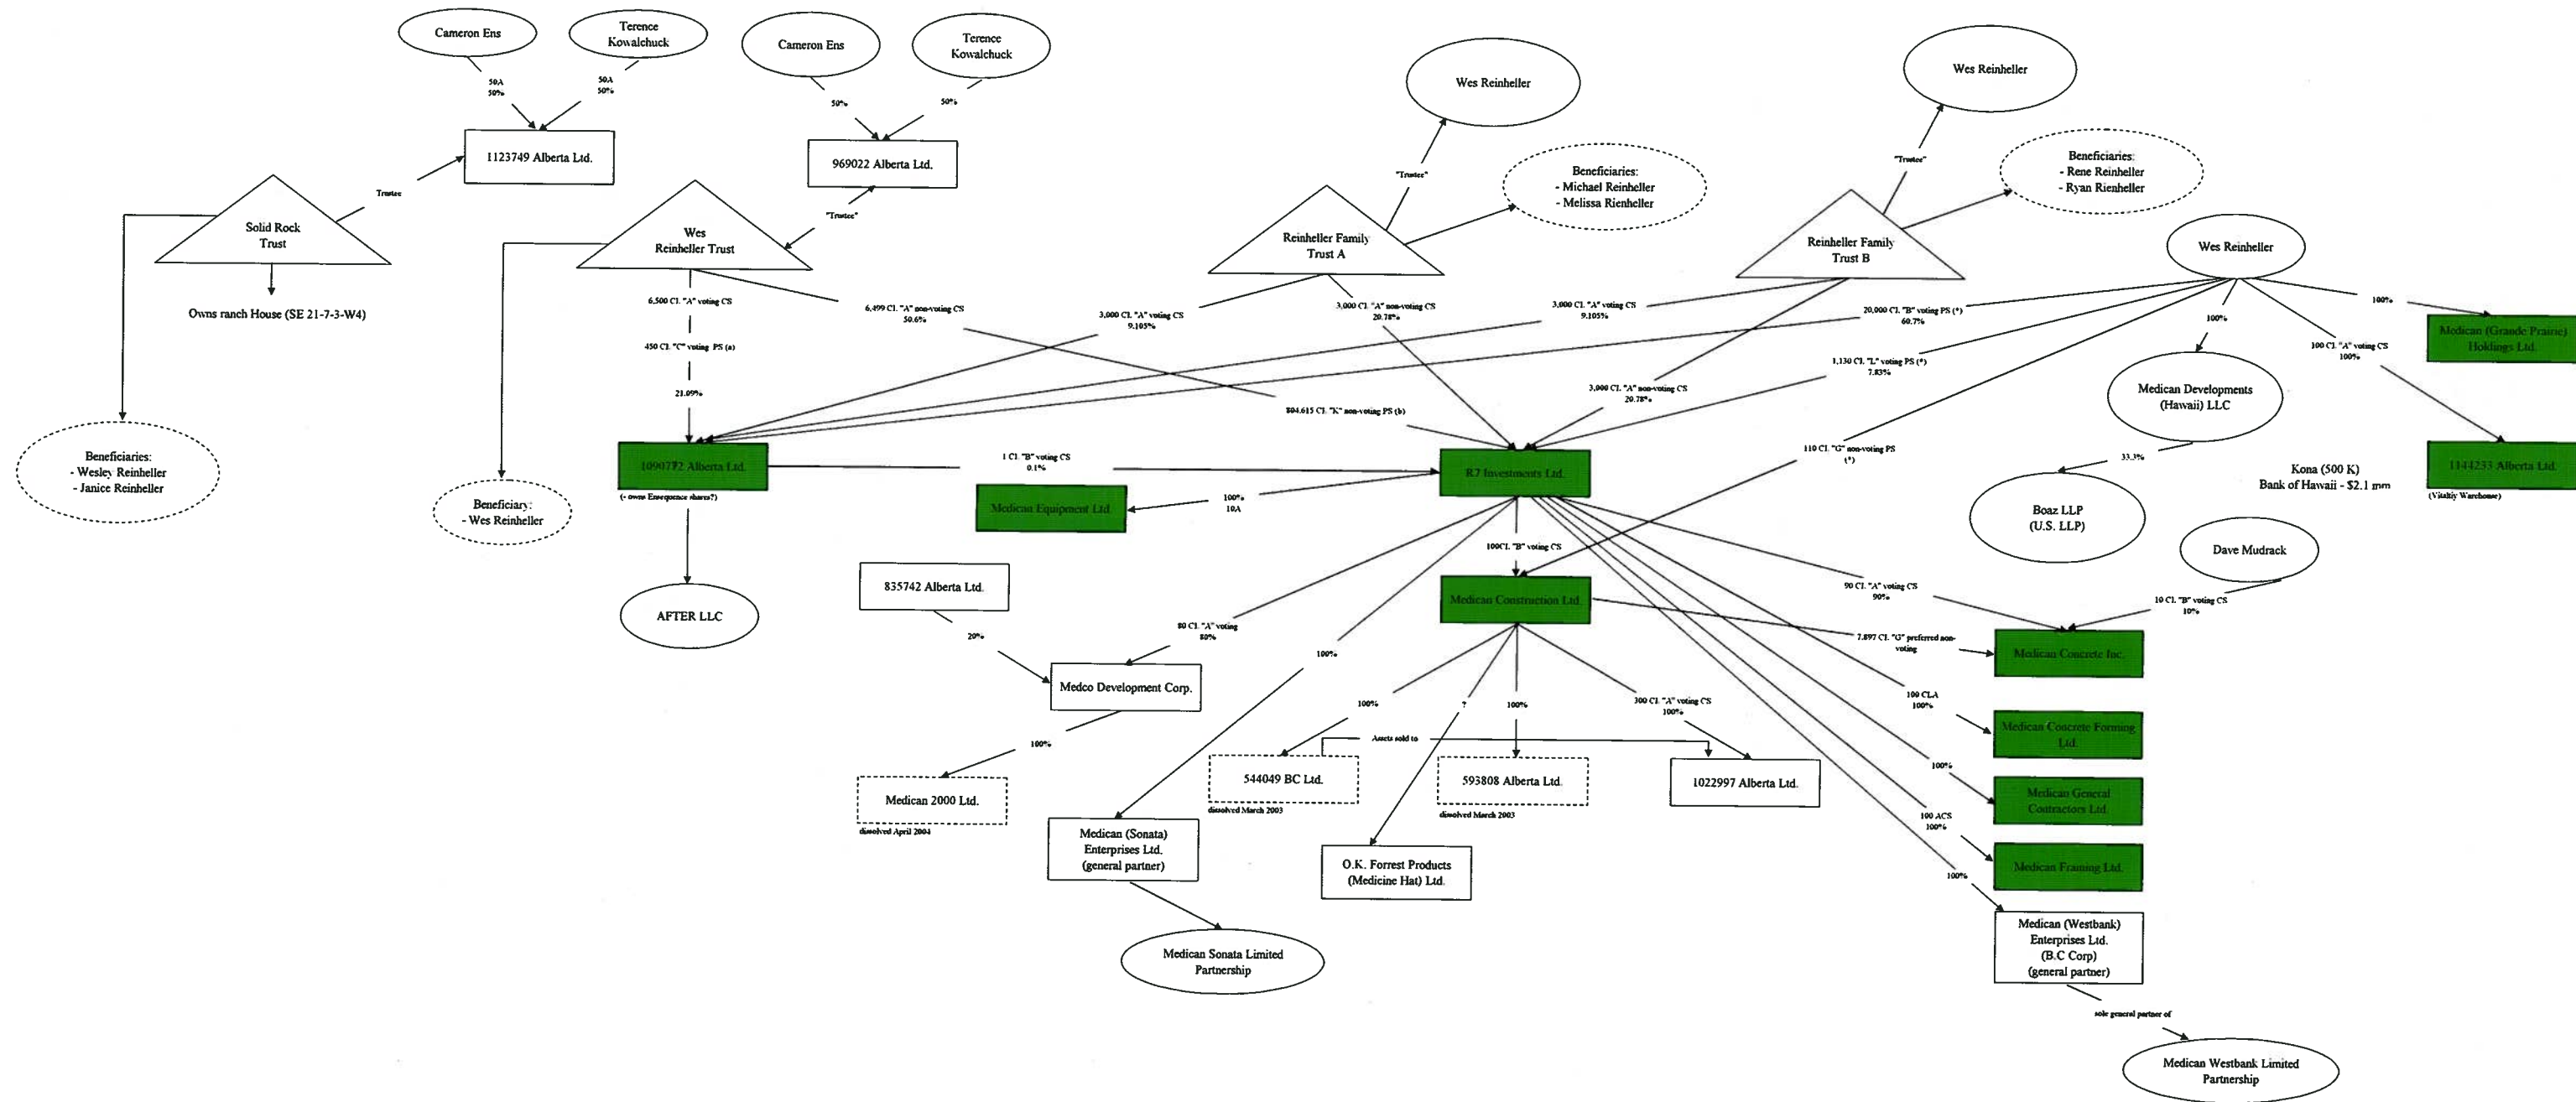 Cameron Ens
Terence
Kowalchuck
Cameron Ens
Terence
Kowalchuck
Wes Reinheller
Wes Reinheller
50A
50%
50A
50%
50%
50%
1123749 Alberta Ltd.
969022 Alberta Ltd.
Trustee
"Trustee"
"Trustee"
"Trustee"
Beneficiaries:
- Michael Reinheller
- Melissa Rienheller
Beneficiaries:
- Rene Reinheller
- Ryan Rienheller
Solid Rock
Trust
Wes
Reinheller Trust
Reinheller Family
Trust A
Reinheller Family
Trust B
Wes Reinheller
Owns ranch House (SE 21-7-3-W4)
6,500 Cl. "A" voting CS
450 Cl. "C" voting PS (a)
21.09%
6,499 Cl. "A" non-voting CS
50.6%
3,000 Cl. "A" voting CS
9.105%
3,000 Cl. "A" non-voting CS
20.78%
3,000 Cl. "A" voting CS
9.105%
20,000 Cl. "B" voting PS (*)
60.7%
1,130 Cl. "L" voting PS (*)
7.83%
3,000 Cl. "A" non-voting CS
20.78%
804.615 Cl. "K" non-voting PS (b)
110 Cl. "G" non-voting PS
(*)
100%
100%
100 Cl. "A" voting CS
100%
Medican (Grande Prairie)
Holdings Ltd.
Medican Developments
(Hawaii) LLC
33.3%
Boaz LLP
(U.S. LLP)
Kona (500 K)
Bank of Hawaii - $2.1 mm
1144233 Alberta Ltd.
(Vitaltiy Warehouse)
Beneficiaries:
- Wesley Reinheller
- Janice Reinheller
Beneficiary:
- Wes Reinheller
1090772 Alberta Ltd.
(- owns Ensequence shares?)
AFTER LLC
1 Cl. "B" voting CS
0.1%
R7 Investments Ltd.
Medican Equipment Ltd.
100%
10A
Dave Mudrack
10 Cl. "B" voting CS
10%
835742 Alberta Ltd.
20%
80 Cl. "A" voting
80%
Medco Development Corp.
100%
Medican 2000 Ltd.
dissolved April 2004
100%
Medican (Sonata)
Enterprises Ltd.
(general partner)
Medican Sonata Limited
Partnership
100Cl. "B" voting CS
Medican Construction Ltd.
90 Cl. "A" voting CS
90%
7.897 Cl. "G" preferred non-
voting
Medican Concrete Inc.
100%
?
100%
300 Cl. "A" voting CS
100%
Assets sold to
544049 BC Ltd.
dissolved March 2003
593808 Alberta Ltd.
dissolved March 2003
1022997 Alberta Ltd.
O.K. Forrest Products
(Medicine Hat) Ltd.
100 CLA
100%
Medican Concrete Forming
Ltd.
100%
Medican General
Contractors Ltd.
100 ACS
100%
Medican Framing Ltd.
100%
Medican (Westbank)
Enterprises Ltd.
(B.C Corp)
(general partner)
sole general partner of
Medican Westbank Limited
Partnership